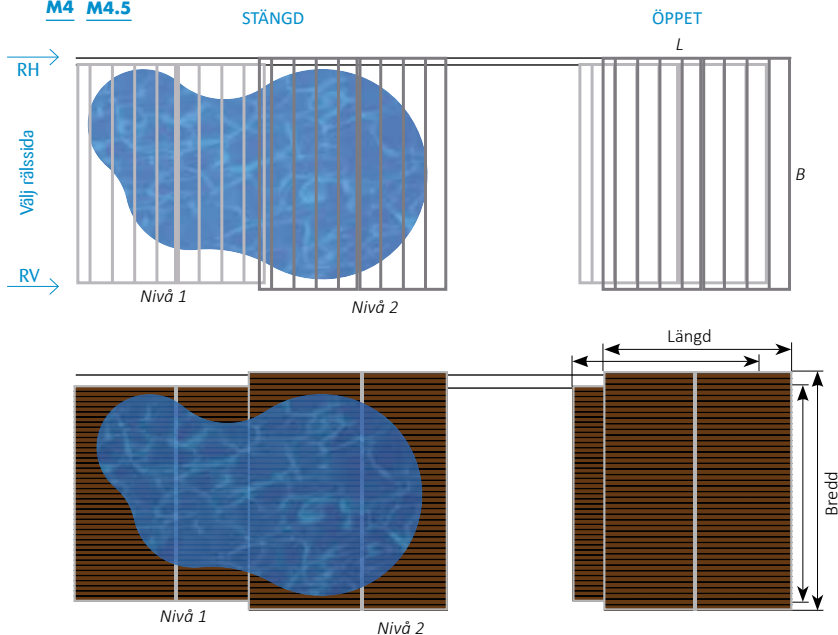 M4 M4.5
STÄNGD
ÖPPET
L
RH
Välj rälssida
B
RV
Nivå 1
Nivå 2
Längd
Bredd
Nivå 1
Nivå 2